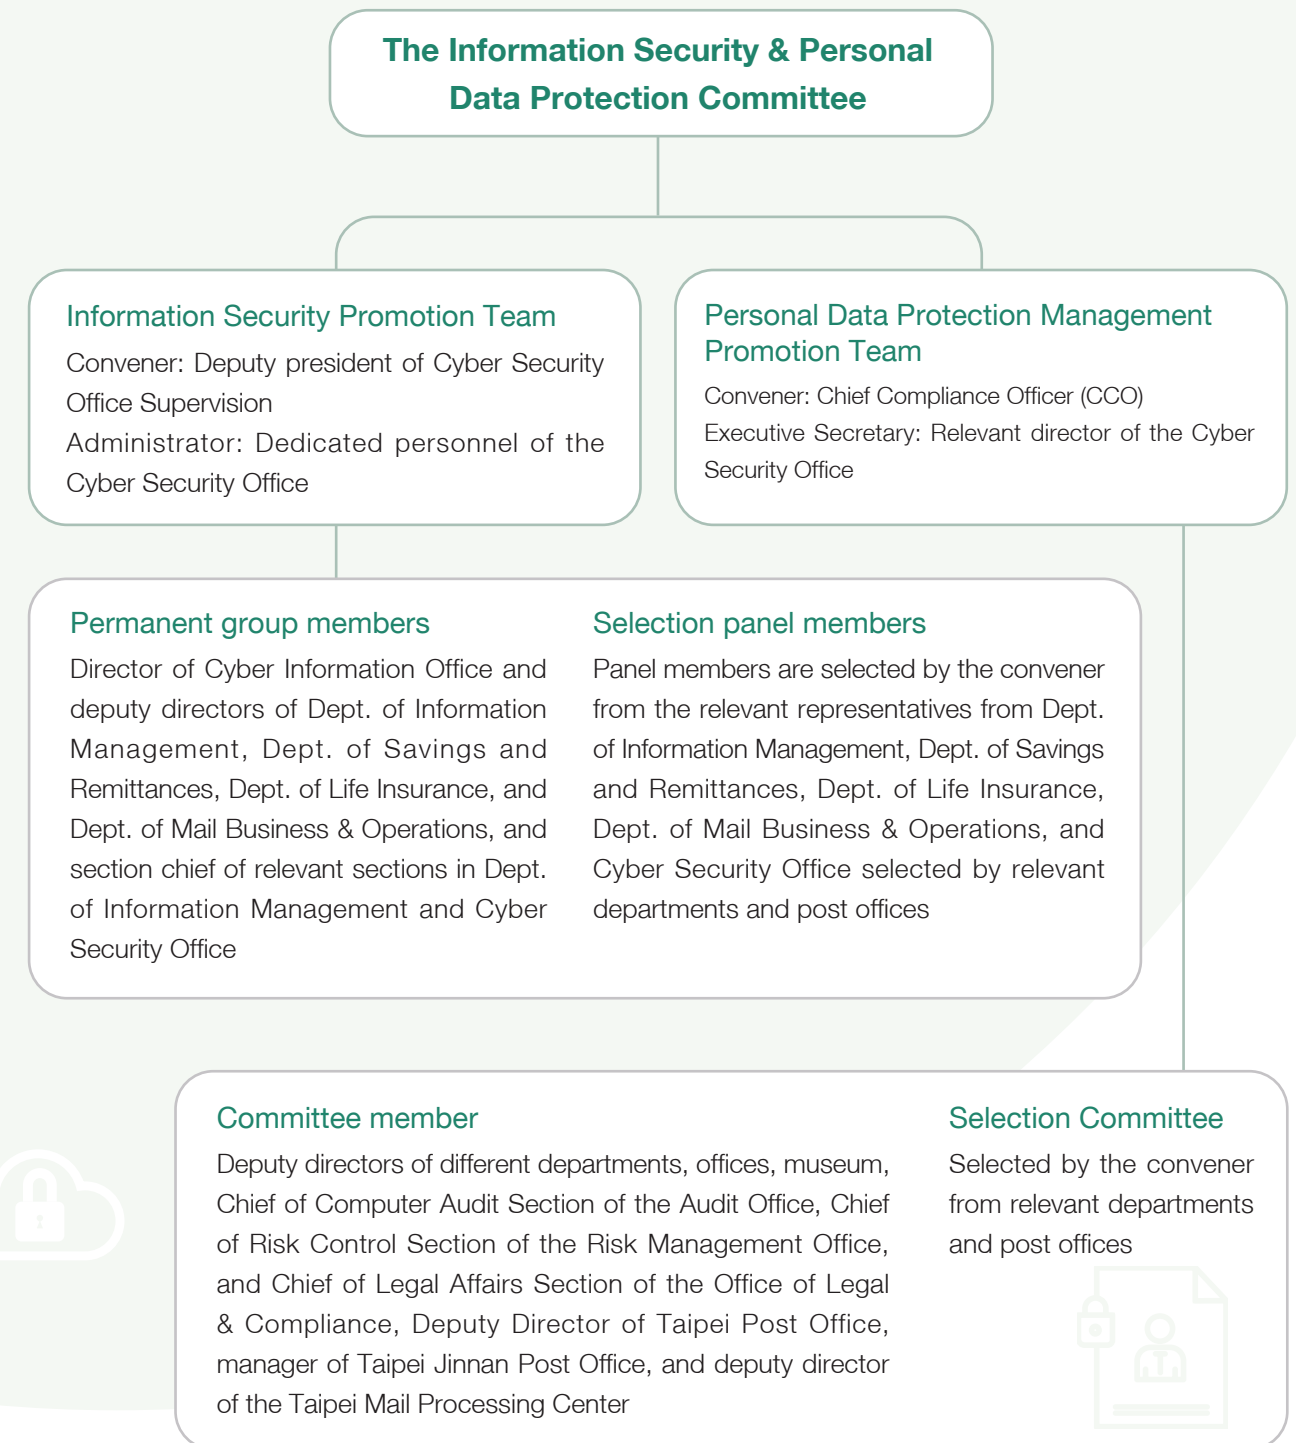 The Information Security & Personal
Data Protection Committee
Information Security Promotion Team
Convener: Deputy president of Cyber Security
Office Supervision
Administrator: Dedicated personnel of the
Cyber Security Office
Personal Data Protection Management
Promotion Team
Convener: Chief Compliance Officer (CCO)
Executive Secretary: Relevant director of the Cyber
Security Office
Permanent group members
Director of Cyber Information Office and
deputy directors of Dept. of Information
Management, Dept. of Savings and
Remittances, Dept. of Life Insurance, and
Dept. of Mail Business & Operations, and
section chief of relevant sections in Dept.
of Information Management and Cyber
Security Office
Selection panel members
Panel members are selected by the convener
from the relevant representatives from Dept.
of Information Management, Dept. of Savings
and Remittances, Dept. of Life Insurance,
Dept. of Mail Business & Operations, and
Cyber Security Office selected by relevant
departments and post offices
Committee member
Deputy directors of different departments, offices, museum,
Chief of Computer Audit Section of the Audit Office, Chief
of Risk Control Section of the Risk Management Office,
and Chief of Legal Affairs Section of the Office of Legal
& Compliance, Deputy Director of Taipei Post Office,
manager of Taipei Jinnan Post Office, and deputy director
of the Taipei Mail Processing Center
Selection Committee
Selected by the convener
from relevant departments
and post offices